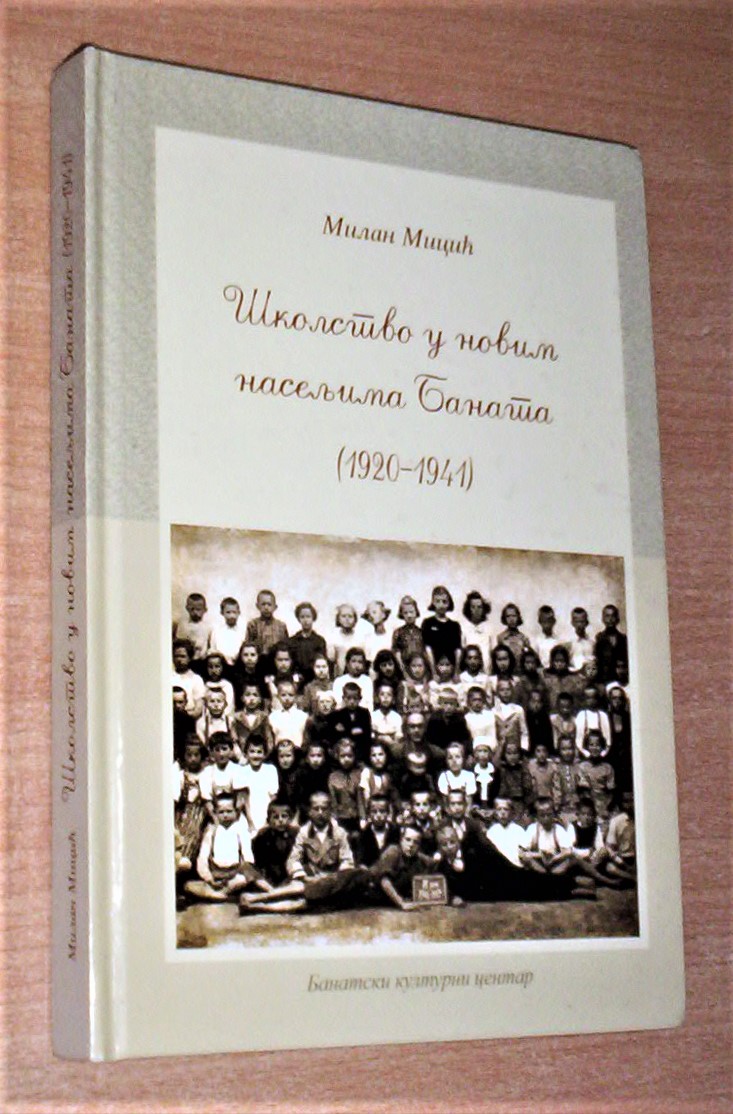 Милан Мицић
Школство у новим
насељима Баната
(1920–1941)
Банатски културни центар
Милан Мицић Школство у новим насељима Баната (1920–1941)